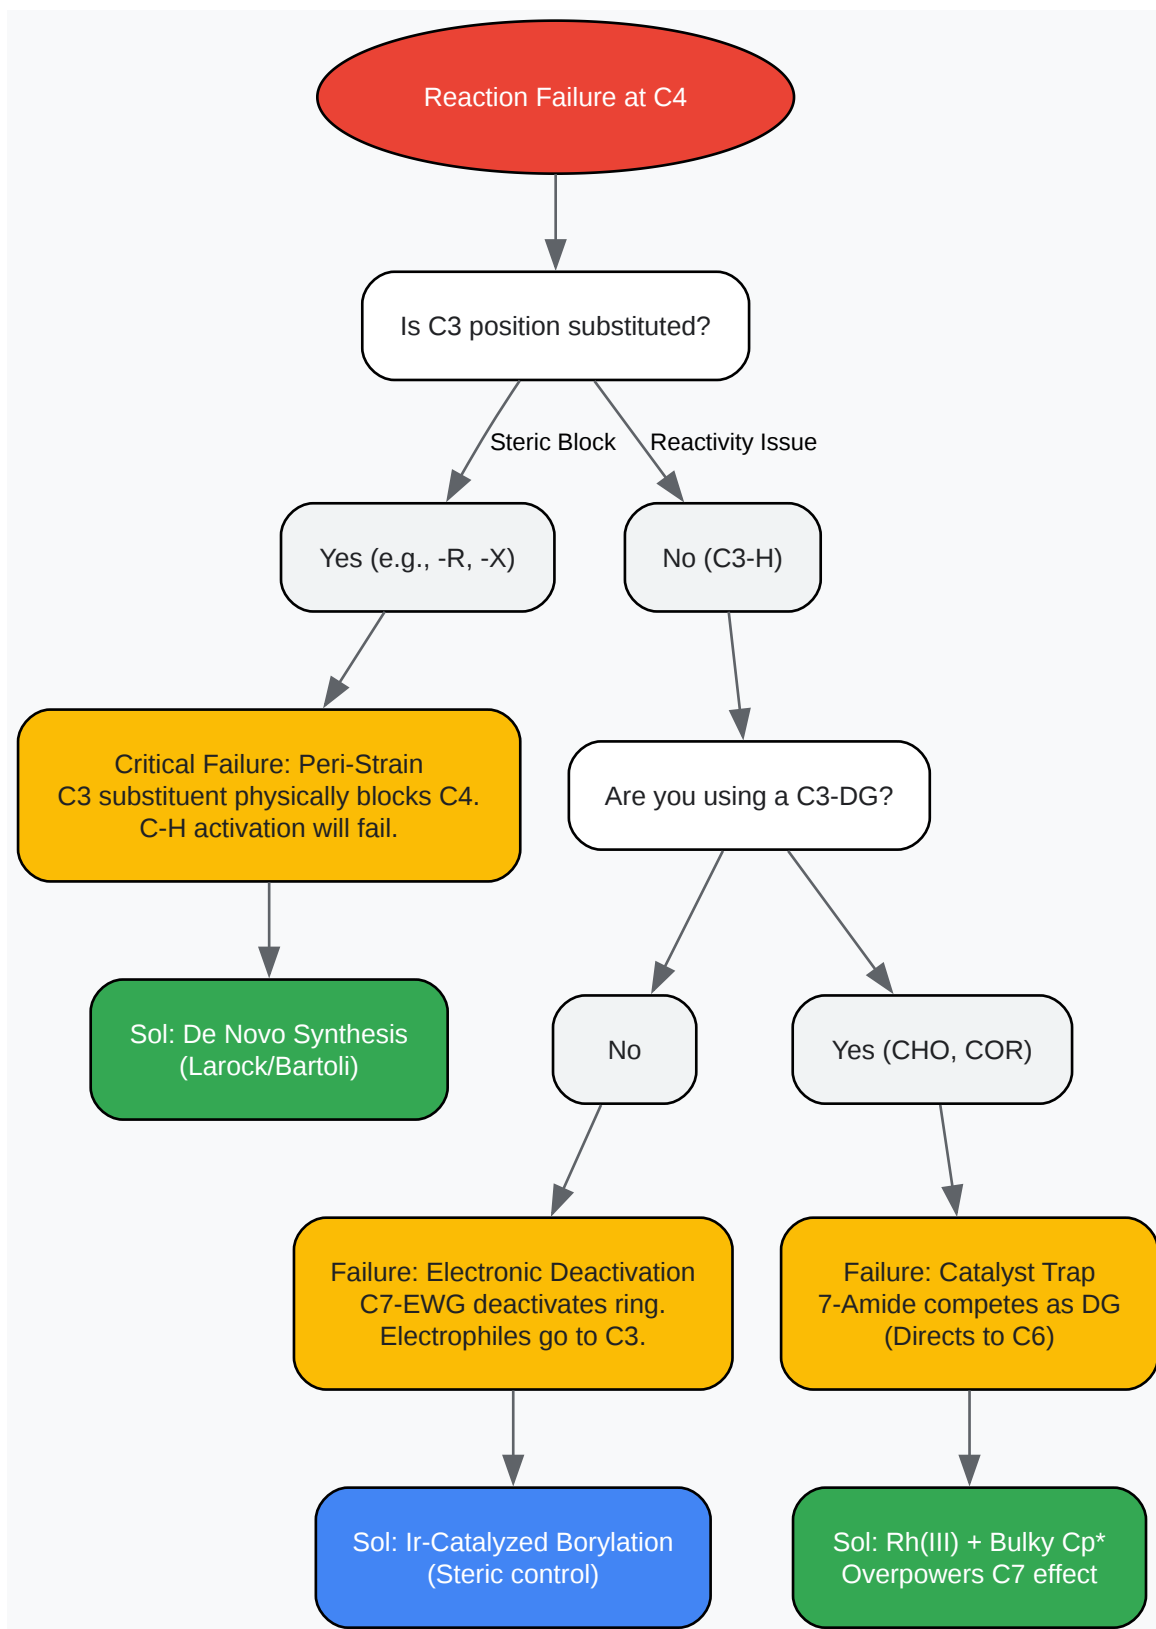 Reaction Failure at C4
Is C3 position substituted?
Steric Block
Reactivity Issue
Yes (e.g., -R, -X)
No (C3-H)
Critical Failure: Peri-Strain
C3 substituent physically blocks C4.
C-H activation will fail.
Are you using a C3-DG?
Sol: De Novo Synthesis
(Larock/Bartoli)
No
Yes (CHO, COR)
Failure: Electronic Deactivation
C7-EWG deactivates ring.
Electrophiles go to C3.
Failure: Catalyst Trap
7-Amide competes as DG
(Directs to C6)
Sol: Ir-Catalyzed Borylation
(Steric control)
Sol: Rh(III) + Bulky Cp*
Overpowers C7 effect